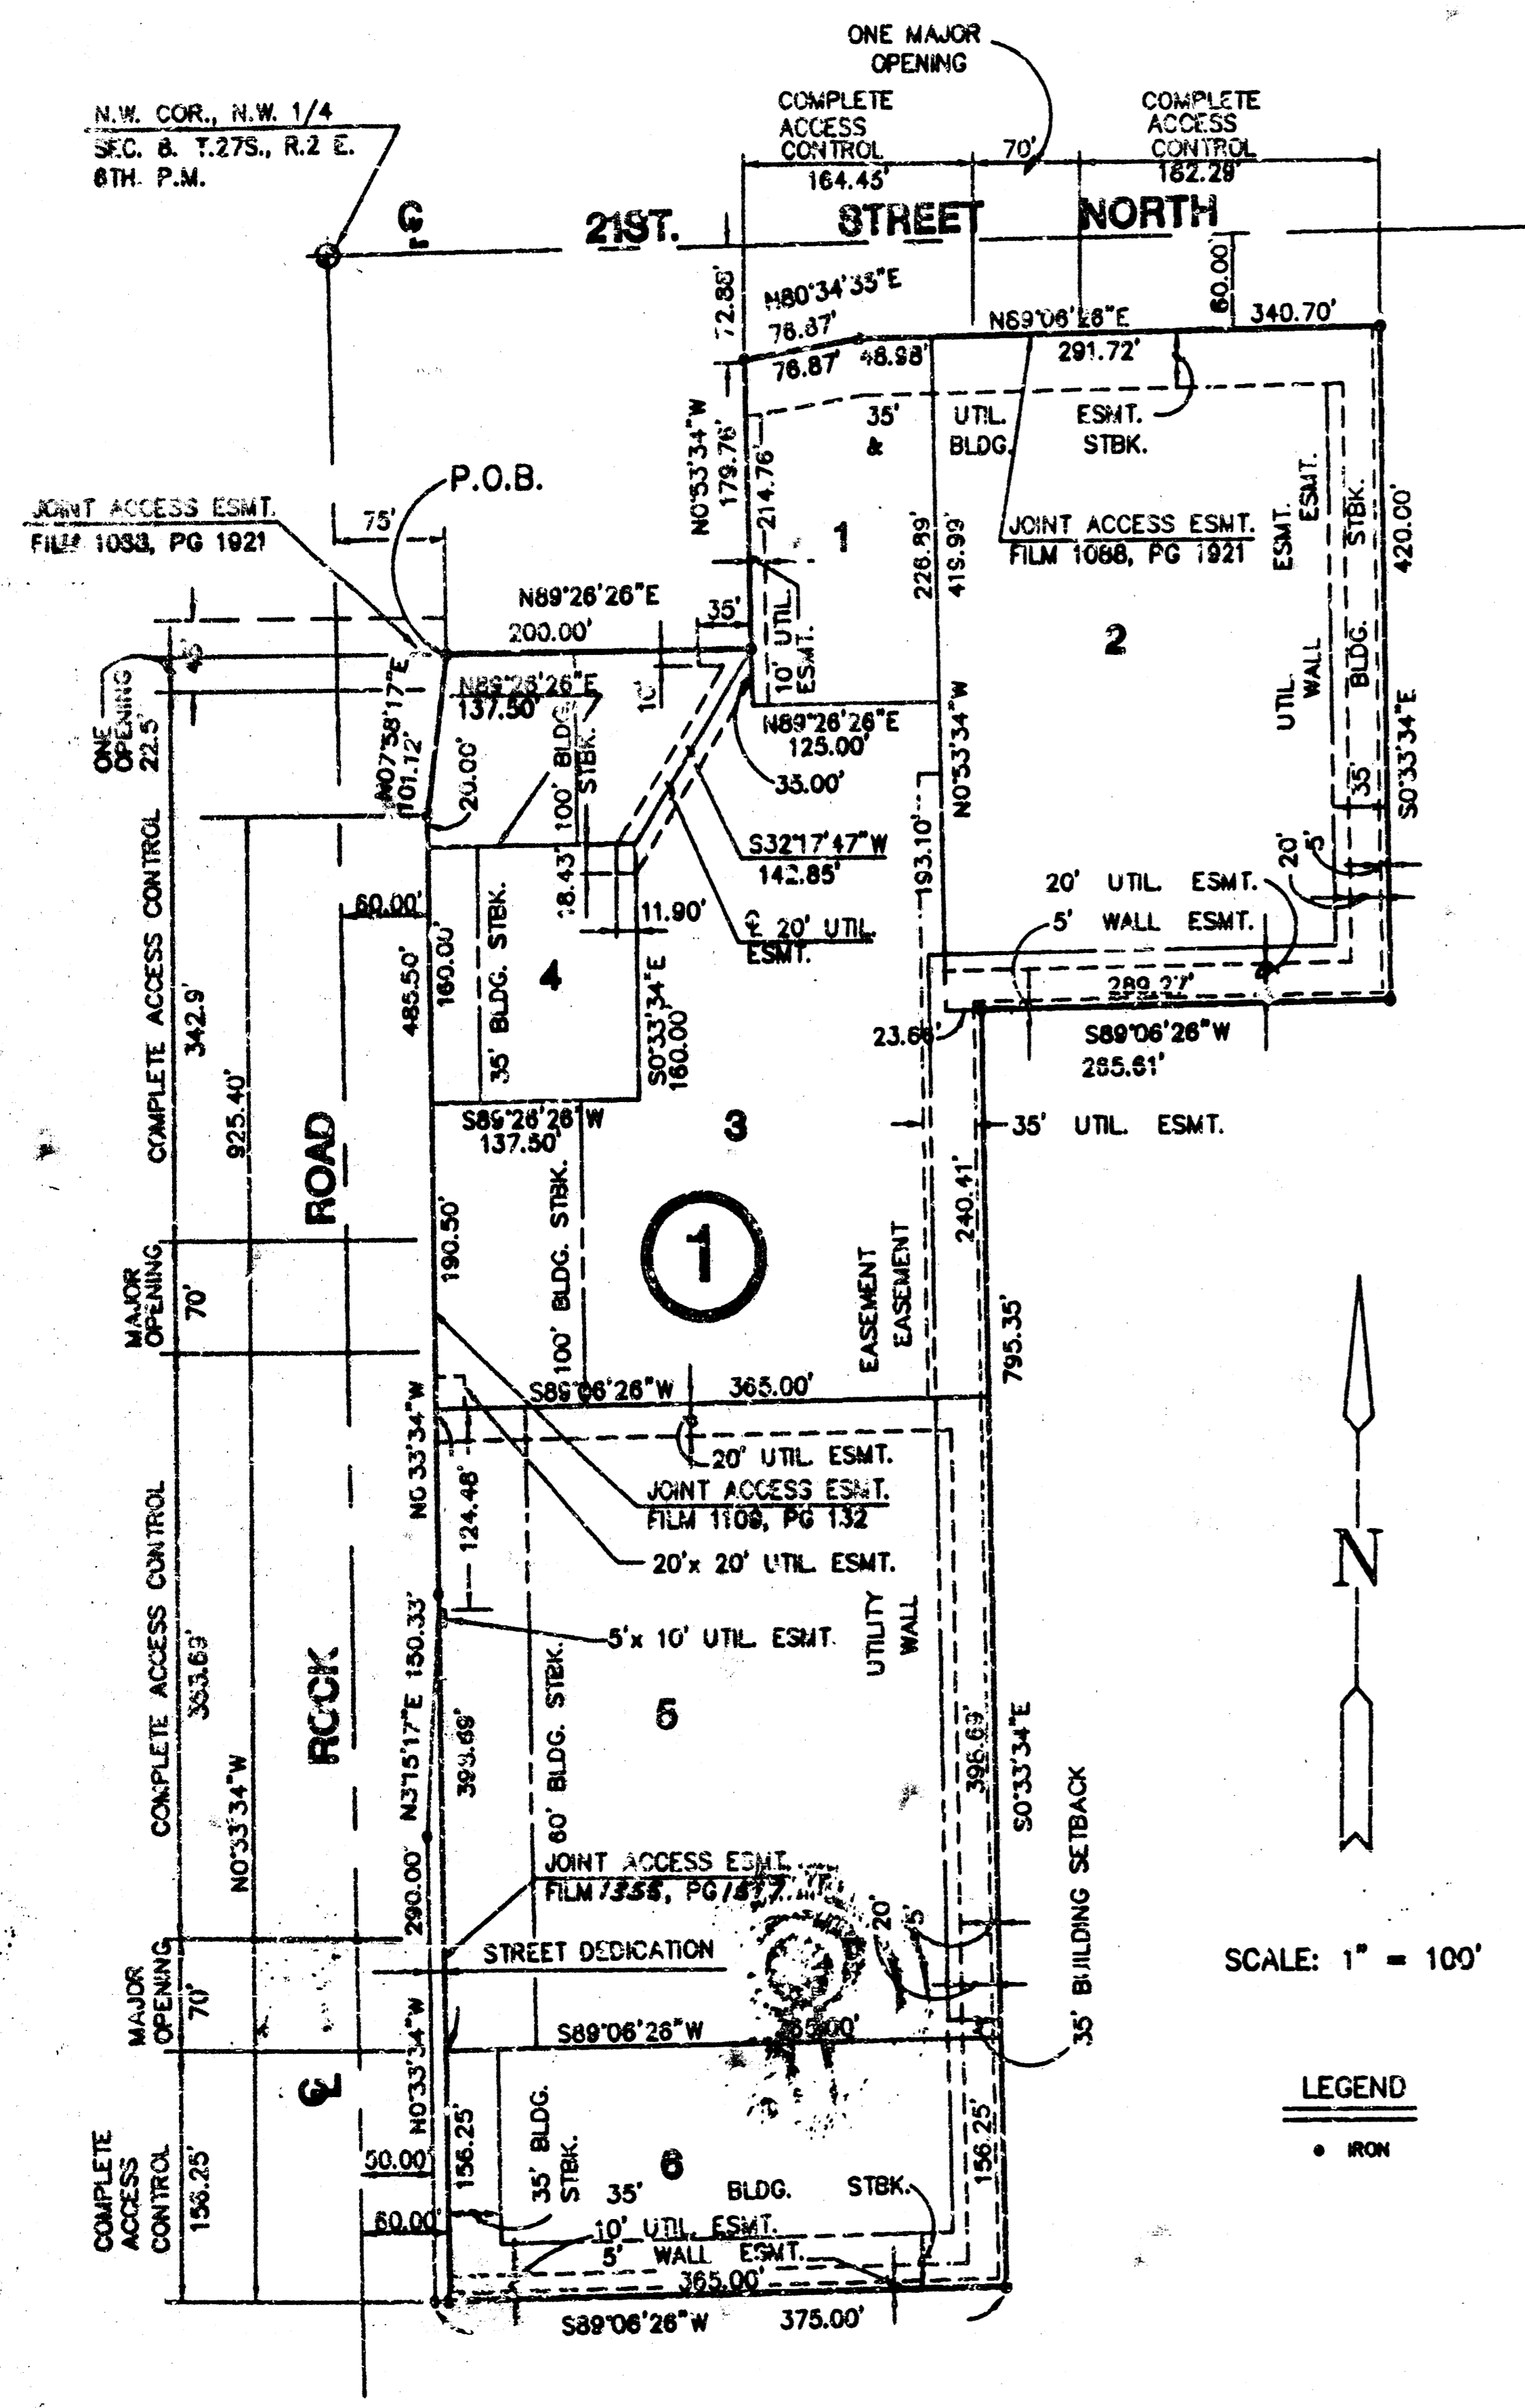 ONE MAJOR
OPENING
N.W. COR., N.W. 1/4
SEC. 8. T.27S., R.2 E.
6TH. P.M.
COMPLETE
ACCESS
CONTROL
164.45'
70'
COMPLETE
ACCESS
CONTROL
162.29'
21ST. STREET NORTH
72.88'
N80°34'35"E
76.87'
76.87'
48.98'
N89°06'26"E
291.72'
340.70'
60.00'
35' UTIL. ESMT.
& BLDG. STBK.
N0°53'34"W
179.76'
214.76'
P.O.B.
JOINT ACCESS ESMT.
FILM 1088, PG 1921
75'
1
226.89'
419.99'
JOINT ACCESS ESMT.
FILM 1088, PG 1921
UTIL. ESMT.
WALL ESMT.
35' BLDG. STBK.
420.00'
S0°33'34"E
2
N89°26'26"E
200.00'
35'
10' UTIL.
ESMT.
45'
ONE
OPENING
22.5'
N07°58'17"E
101.12'
N89°26'26"E
137.50'
10'
20.00'
100' BLDG.
STBK.
N89°26'26"E
125.00'
35.00'
N0°53'34"W
193.10'
S32°17'47"W
142.85'
18.43'
11.90'
℄ 20' UTIL.
ESMT.
20'
5'
20' UTIL. ESMT.
5' WALL ESMT.
289.27'
23.66'
S89°06'26"W
265.61'
35' UTIL. ESMT.
60.00'
485.50'
160.00'
35' BLDG. STBK.
4
S0°33'34"E
160.00'
S89°26'26"W
137.50'
COMPLETE ACCESS CONTROL
342.9'
925.40'
ROAD
3
1
190.50'
100' BLDG. STBK.
EASEMENT
EASEMENT
240.41'
795.35'
MAJOR
OPENING
70'
S89°06'26"W
365.00'
N0°33'34"W
124.48'
20' UTIL. ESMT.
JOINT ACCESS ESMT.
FILM 1109, PG 132
20'x 20' UTIL. ESMT.
5'x 10' UTIL. ESMT.
N
COMPLETE ACCESS CONTROL
N0°33'34"W
ROCK
N3°15'17"E 150.33'
60' BLDG. STBK.
5
UTILITY
WALL
S0°33'34"E
290.00'
JOINT ACCESS ESMT.
20'
5'
35' BUILDING SETBACK
STREET DEDICATION
MAJOR
OPENING
70'
SCALE: 1" = 100'
S89°06'26"W
N0°33'34"W
℄
LEGEND
IRON
COMPLETE
ACCESS
CONTROL
156.25'
50.00'
60.00'
156.25'
35' BLDG.
STBK.
6
35' BLDG. STBK.
156.25'
10' UTIL. ESMT.
5' WALL ESMT.
365.00'
S89°06'26"W
375.00'